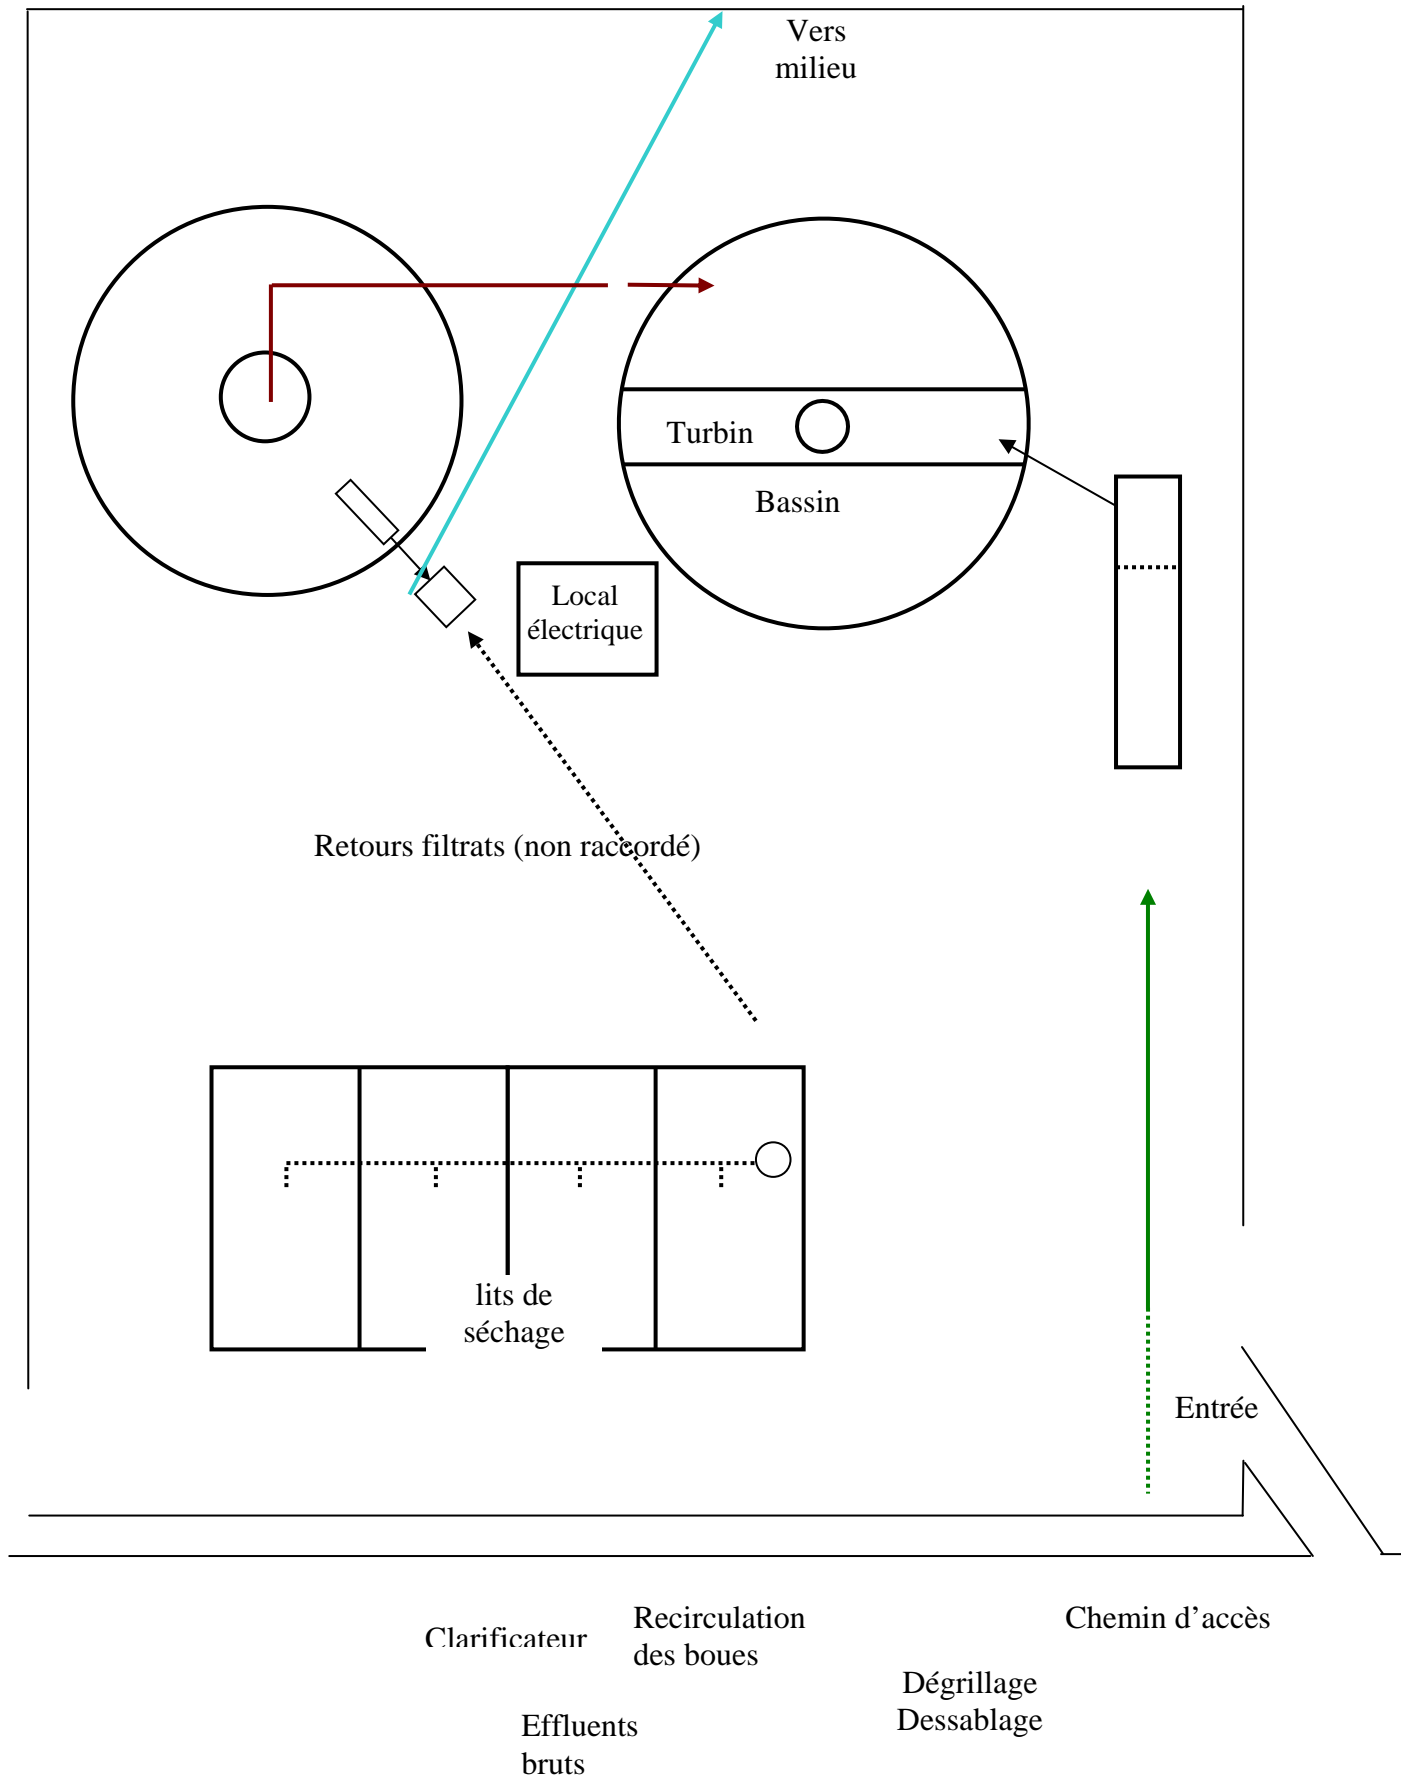 Vers
milieu
Turbin
Bassin
Local
électrique
Retours filtrats (non raccordé)
lits de
séchage
Entrée
Chemin d’accès
Recirculation
des boues
Clarificateur
Dégrillage
Dessablage
Effluents
bruts